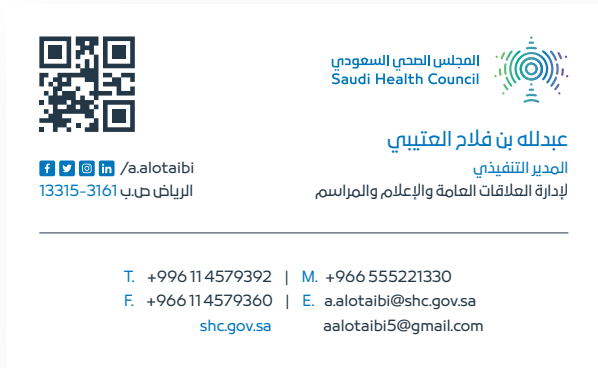 المجلس الصحي السعودي
Saudi Health Council
عبدلله بن فلاح العتيبي
المدير التنفيذي
لإدارة العلاقات العامة والإعلام والمراسم
/a.alotaibi
الرياض ص.ب 13315-3161
T. +996 11 4579392 | M. +966 555221330
F. +966 11 4579360 | E. a.alotaibi@shc.gov.sa
shc.gov.sa aalotaibi5@gmail.com